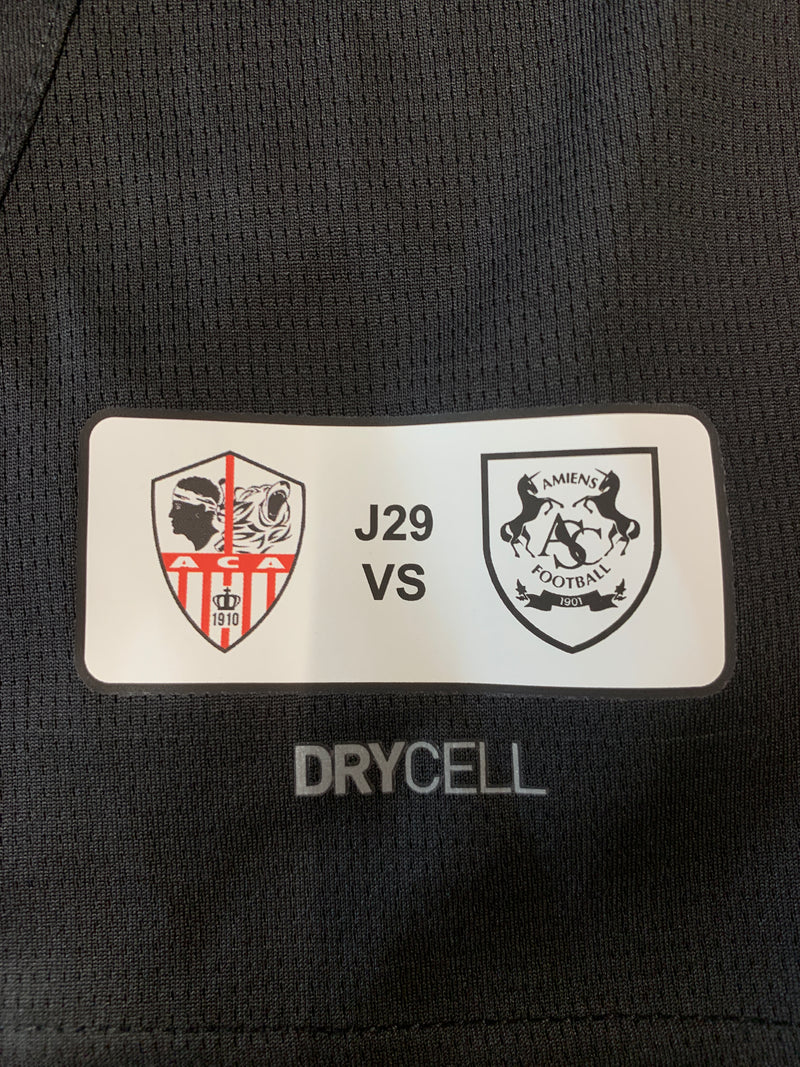 ACA
1910
J29
VS
AMIENS
ASC
FOOTBALL
1901
DRYCELL